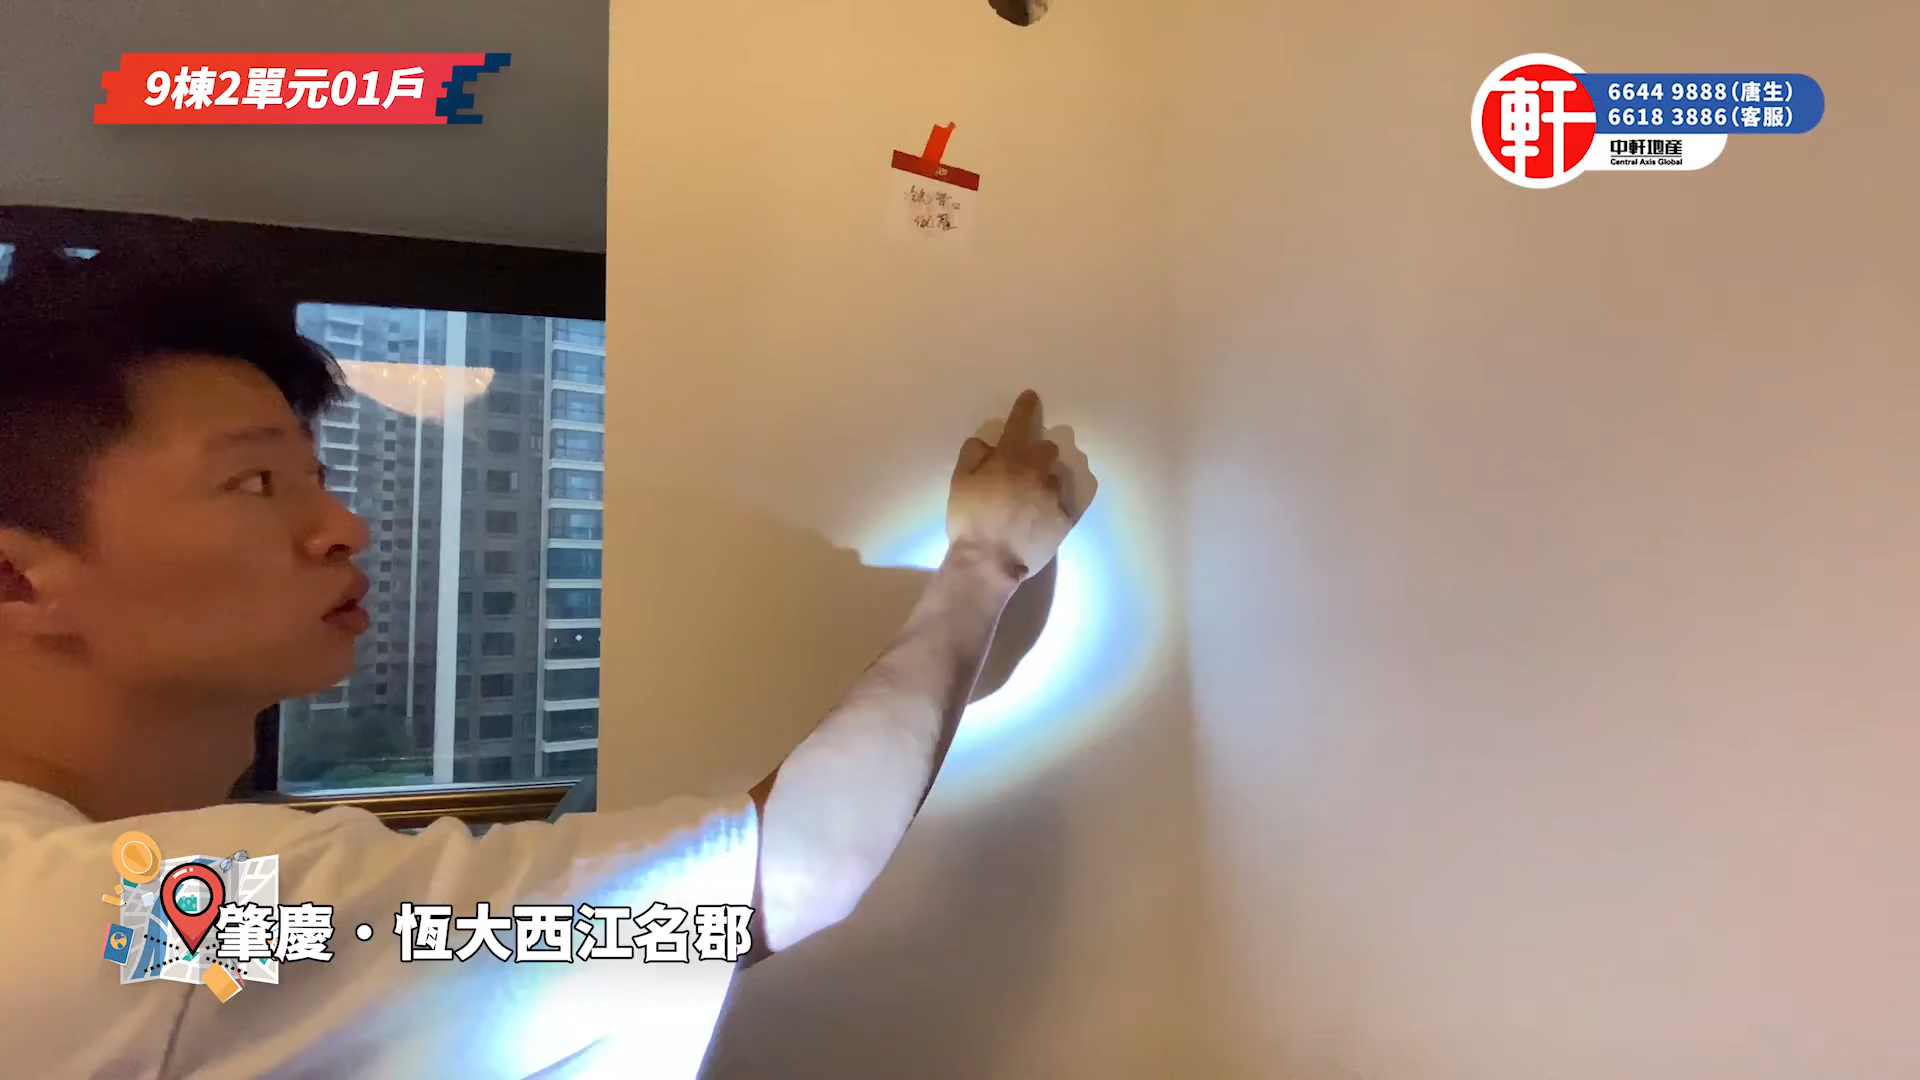 9棟2單元01戶
6644 9888(唐生)
6618 3886(客服)
軒
中軒地產
Central Axis Global
肇慶·恆大西江名郡